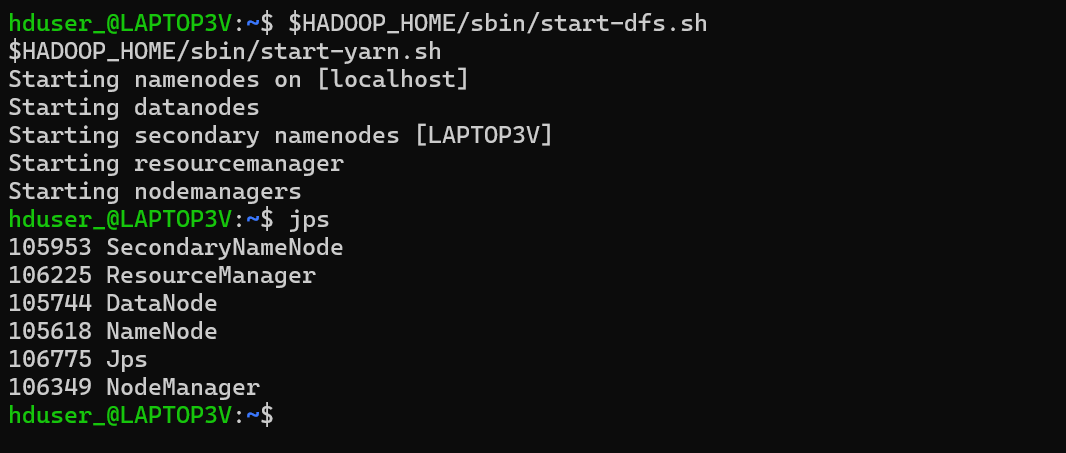 hduser_@LAPTOP3V:~$ $HADOOP_HOME/sbin/start-dfs.sh
$HADOOP_HOME/sbin/start-yarn.sh
Starting namenodes on [localhost]
Starting datanodes
Starting secondary namenodes [LAPTOP3V]
Starting resourcemanager
Starting nodemanagers
hduser_@LAPTOP3V:~$ jps
105953 SecondaryNameNode
106225 ResourceManager
105744 DataNode
105618 NameNode
106775 Jps
106349 NodeManager
hduser_@LAPTOP3V:~$